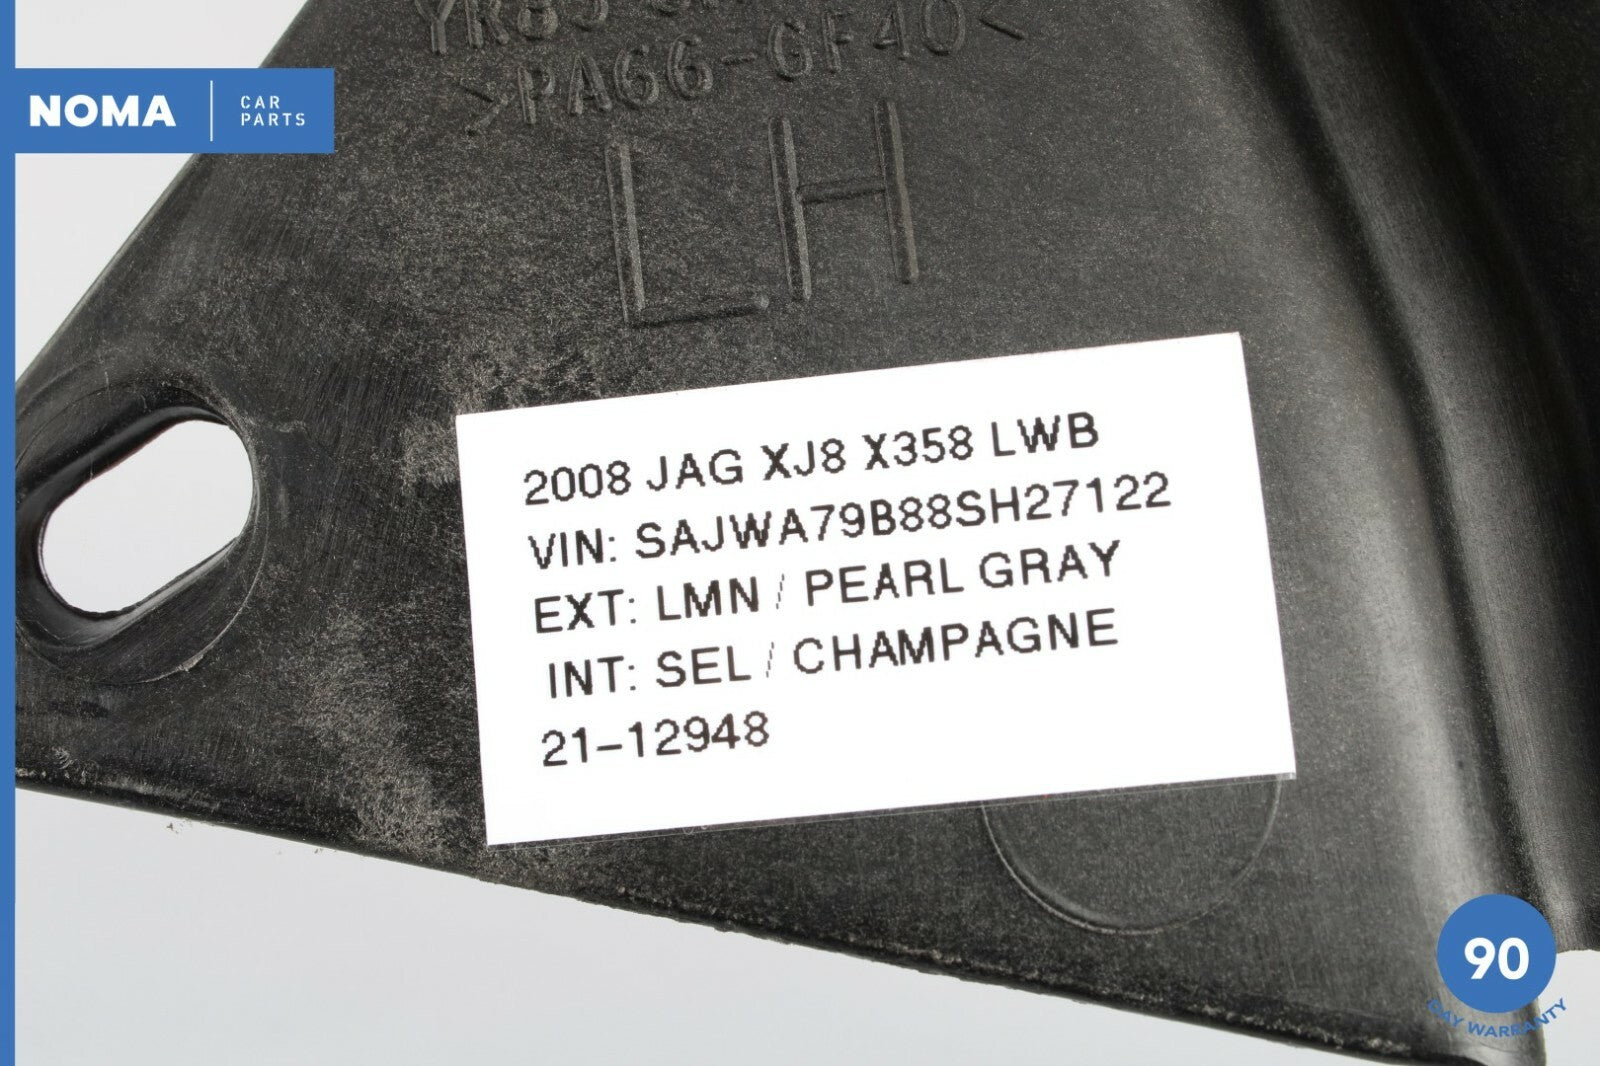 >PA66-GF40<
LH
NOMA
CAR
PARTS
2008 JAG XJ8 X358 LWB
VIN: SAJWA79B88SH27122
EXT: LMN / PEARL GRAY
INT: SEL / CHAMPAGNE
21-12948
90
DAY WARRANTY